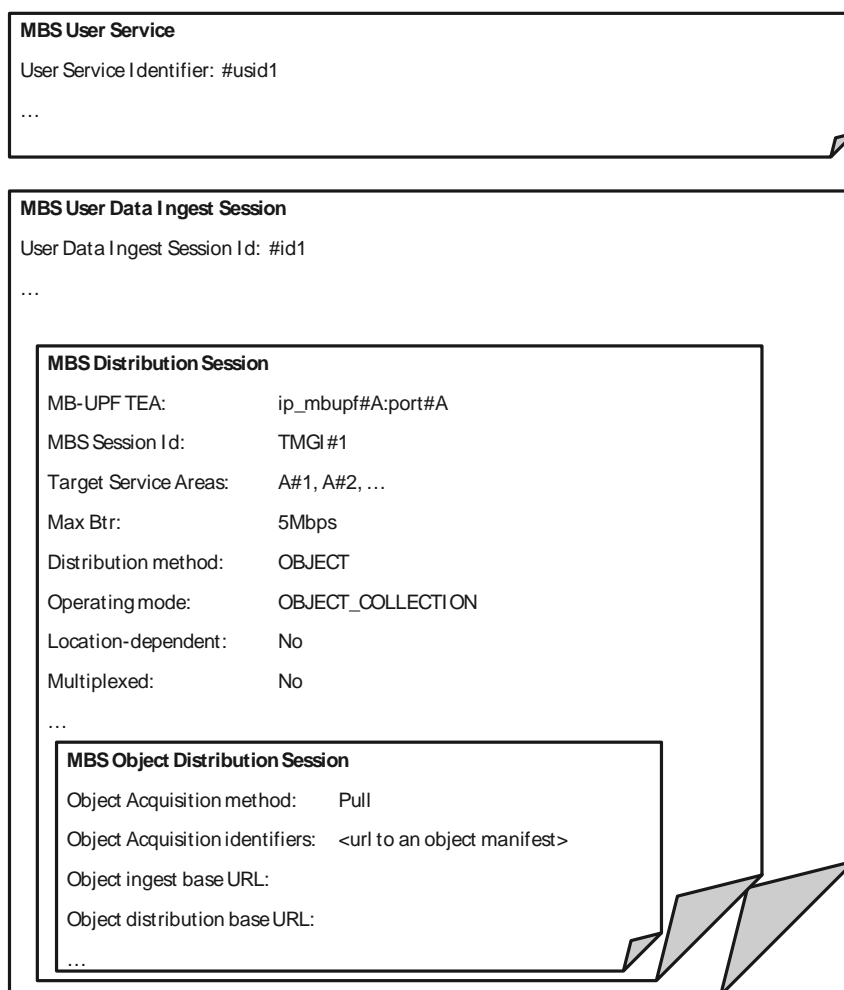 MBS User Service
User Service Identifier: #usid1
…
MBS User Data Ingest Session
User Data Ingest Session Id: #id1
…
MBS Distribution Session
MB-UPF TEA: ip_mbupf#A:port#A
MBS Session Id: TMGI#1
Target Service Areas: A#1, A#2, …
Max Btr: 5Mbps
Distribution method: OBJECT
Operating mode: OBJECT_COLLECTION
Location-dependent: No
Multiplexed: No
…
MBS Object Distribution Session
Object Acquisition method: Pull
Object Acquisition identifiers: <url to an object manifest>
Object ingest base URL:
Object distribution base URL:
…